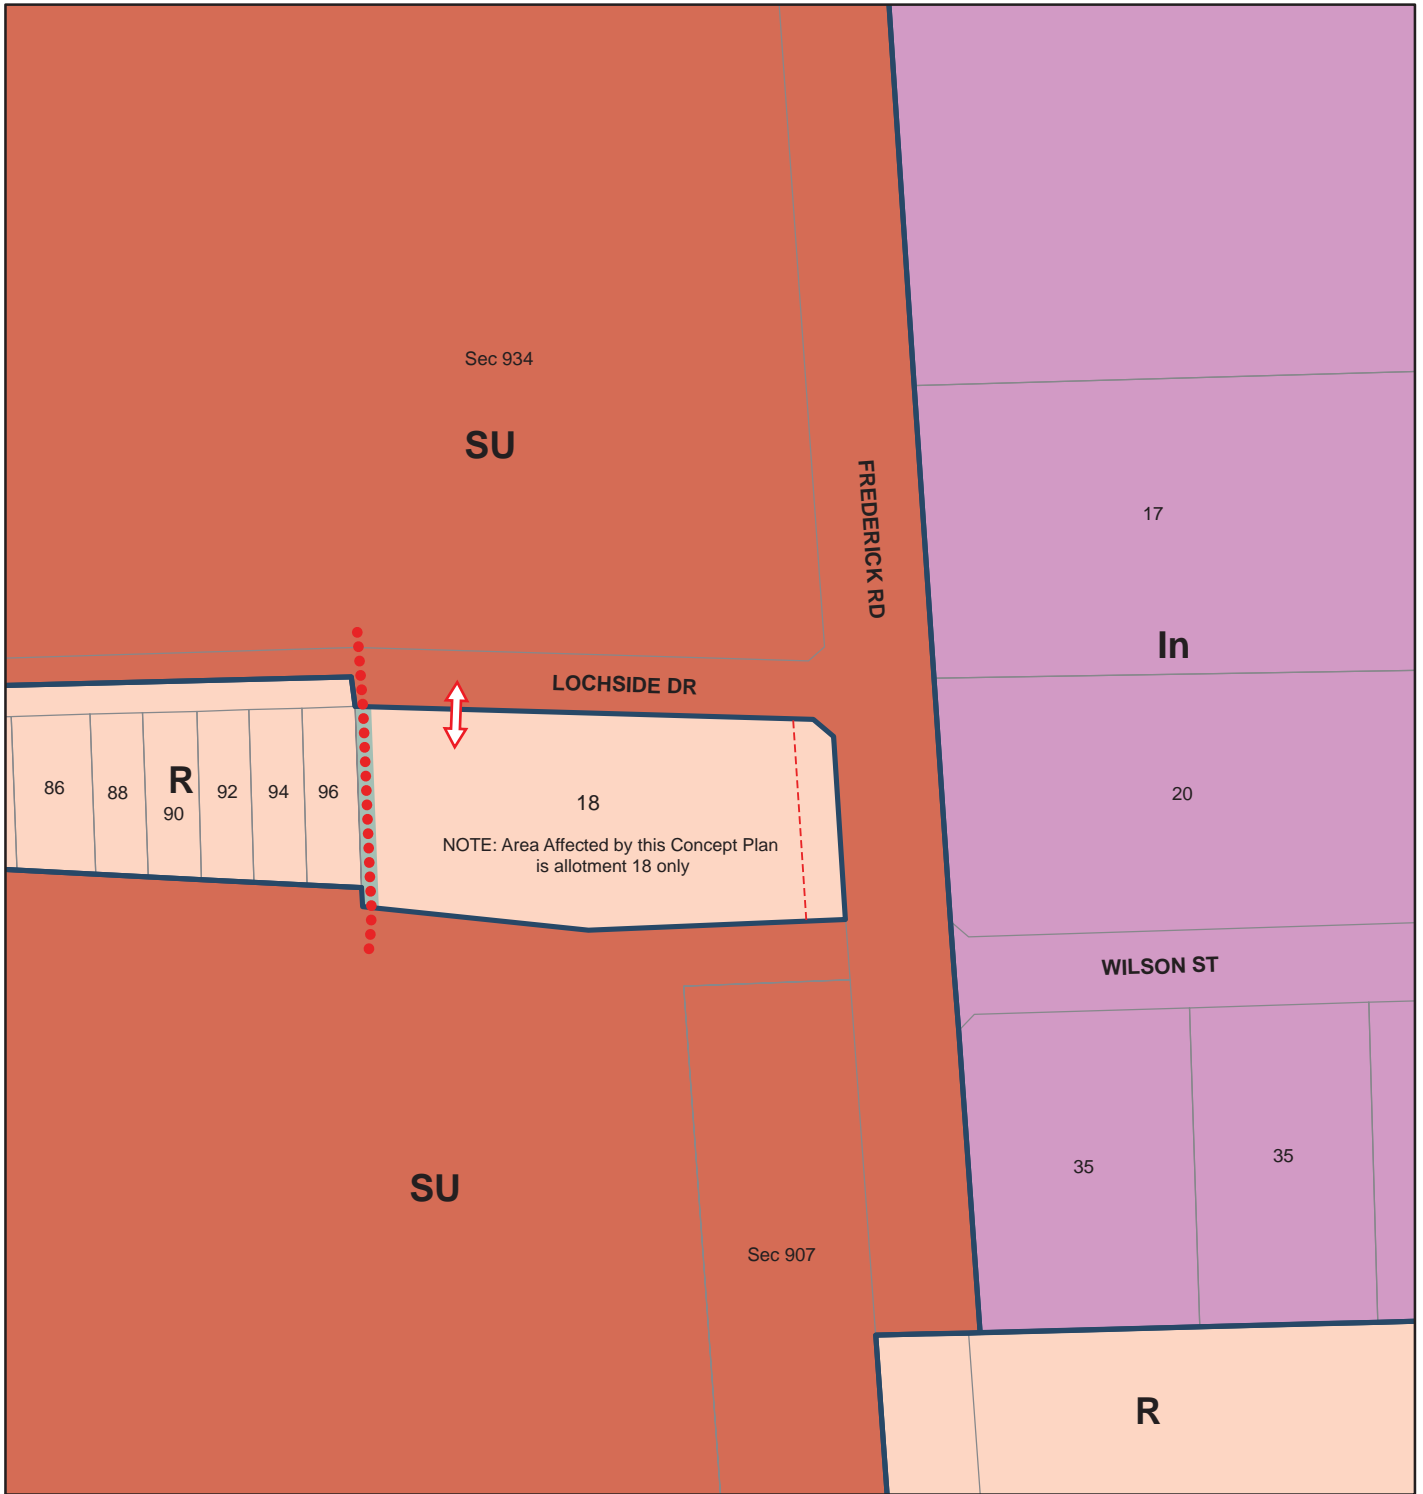 Sec 934
SU
FREDERICK RD
17
In
LOCHSIDE DR
86
88
R
90
92
94
96
18
20
NOTE: Area Affected by this Concept Plan
is allotment 18 only
WILSON ST
35
35
SU
Sec 907
R